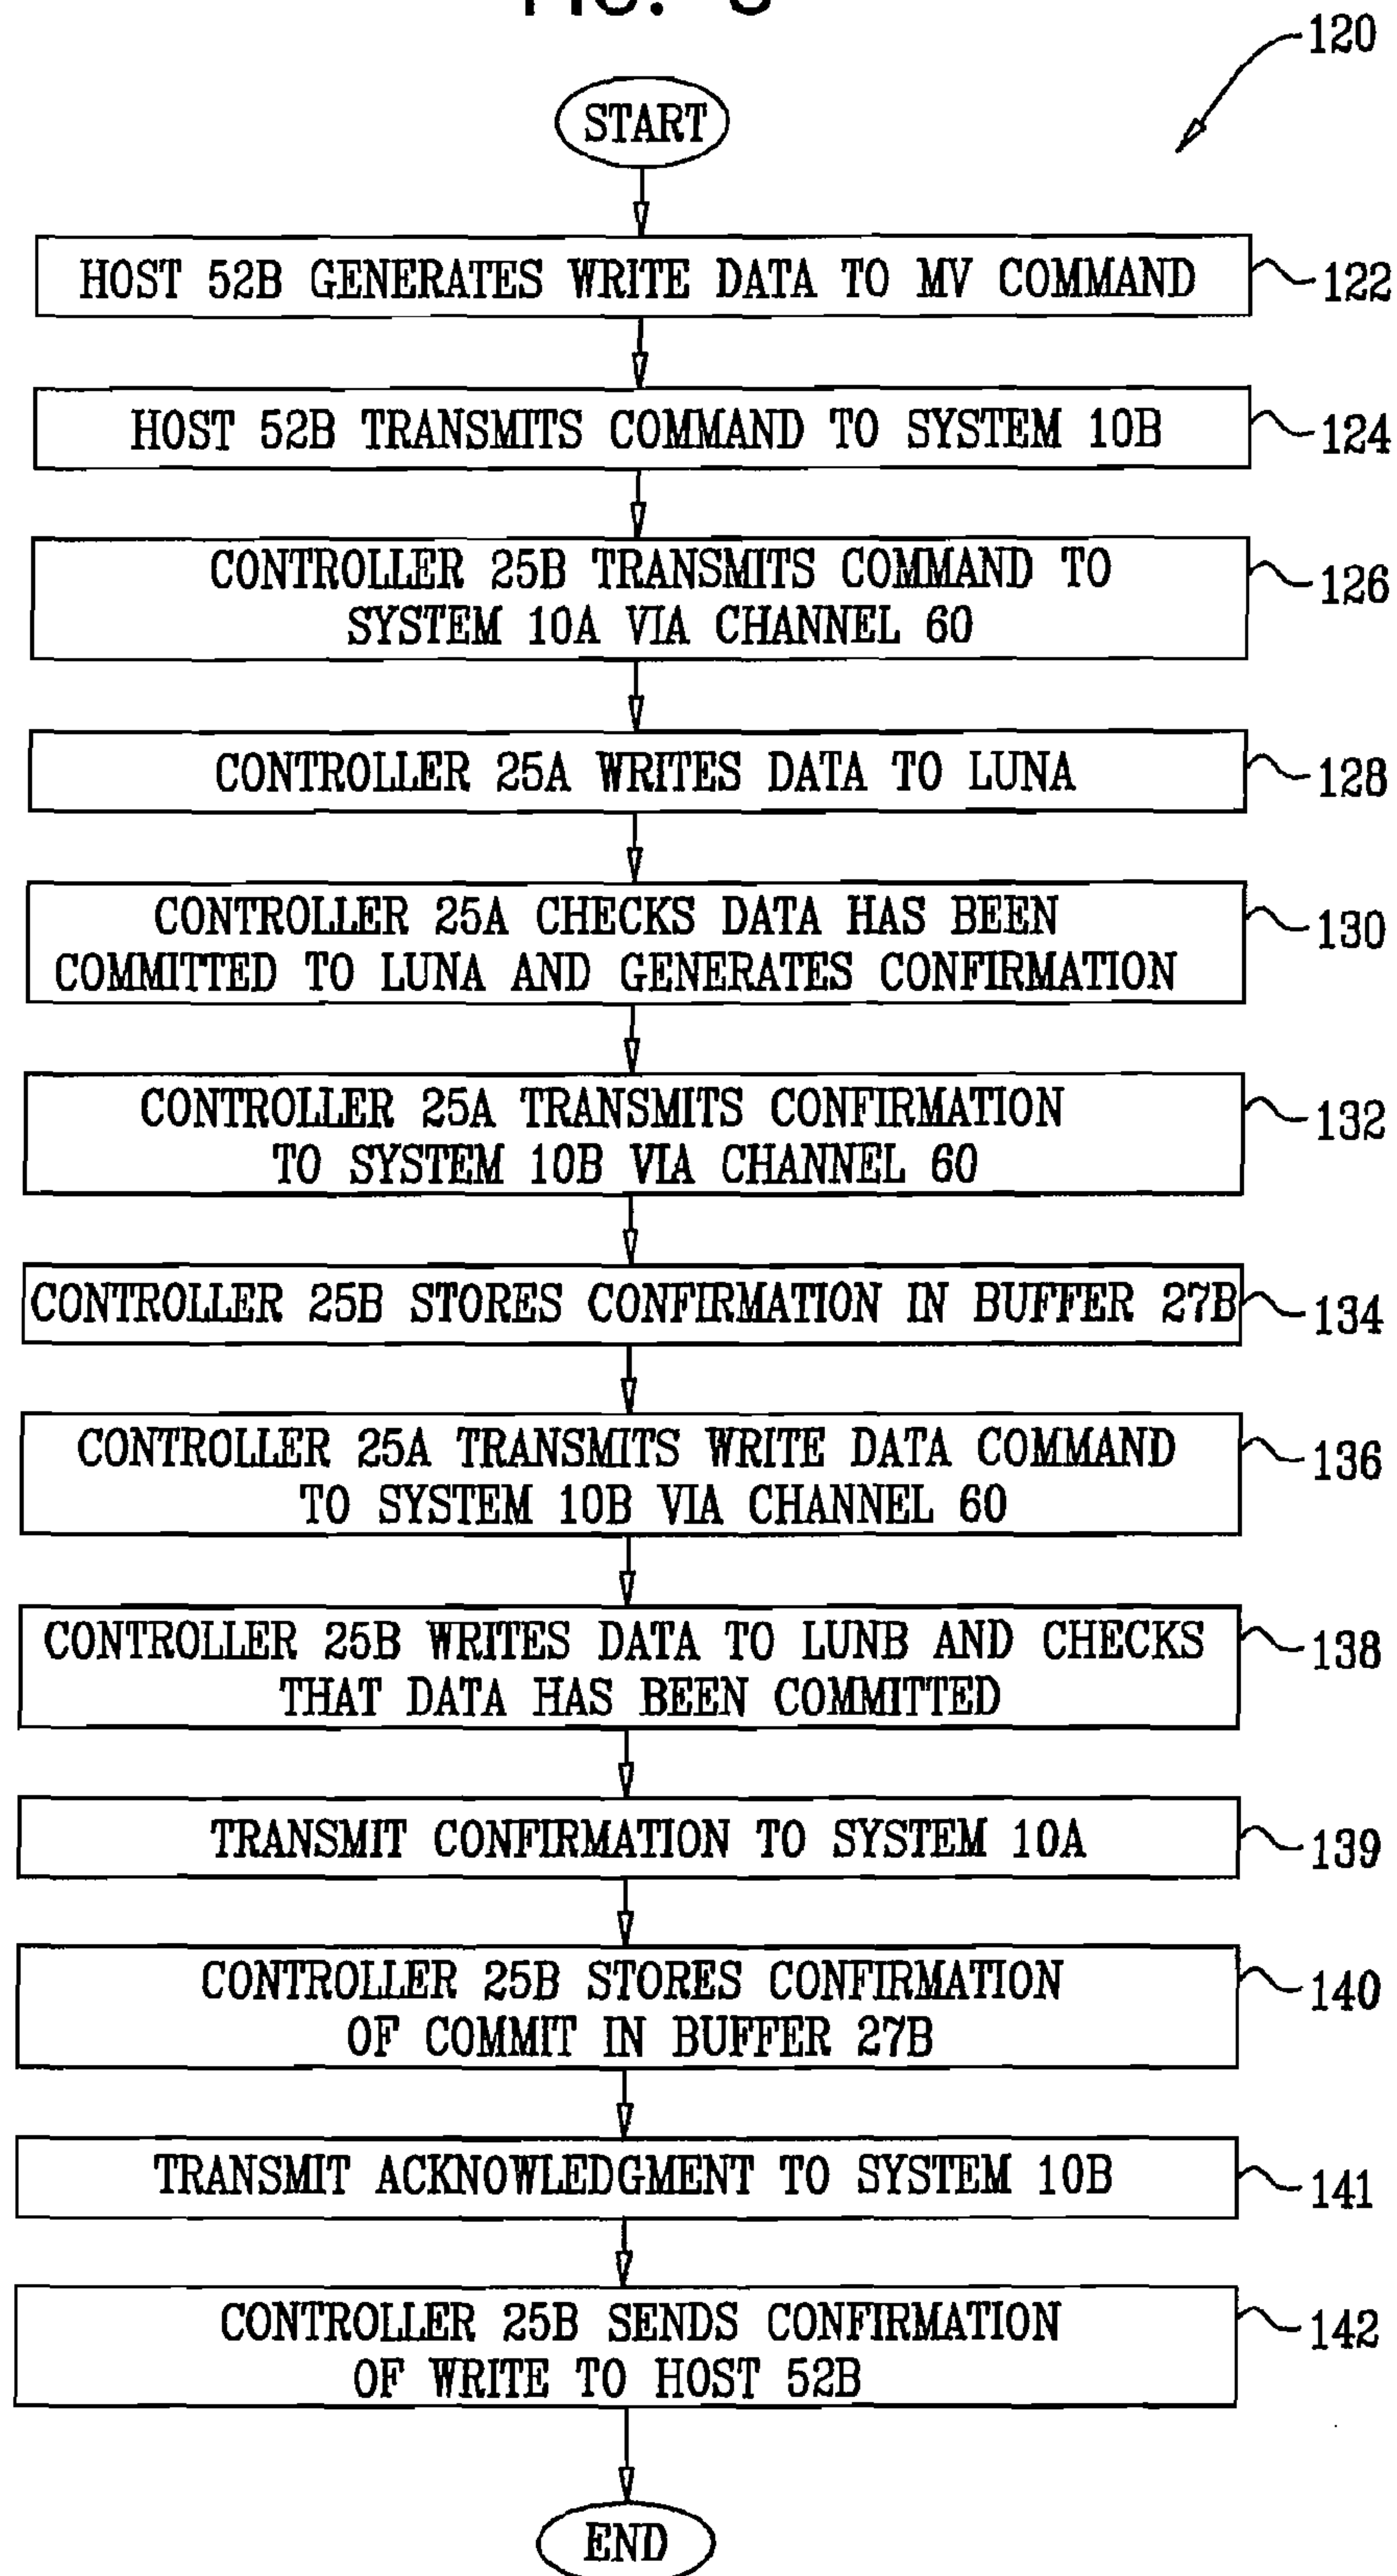 120
START
HOST 52B GENERATES WRITE DATA TO MV COMMAND
122
HOST 52B TRANSMITS COMMAND TO SYSTEM 10B
124
CONTROLLER 25B TRANSMITS COMMAND TO
SYSTEM 10A VIA CHANNEL 60
126
CONTROLLER 25A WRITES DATA TO LUNA
128
CONTROLLER 25A CHECKS DATA HAS BEEN
COMMITTED TO LUNA AND GENERATES CONFIRMATION
130
CONTROLLER 25A TRANSMITS CONFIRMATION
TO SYSTEM 10B VIA CHANNEL 60
132
CONTROLLER 25B STORES CONFIRMATION IN BUFFER 27B
134
CONTROLLER 25A TRANSMITS WRITE DATA COMMAND
TO SYSTEM 10B VIA CHANNEL 60
136
CONTROLLER 25B WRITES DATA TO LUNB AND CHECKS
THAT DATA HAS BEEN COMMITTED
138
TRANSMIT CONFIRMATION TO SYSTEM 10A
139
CONTROLLER 25B STORES CONFIRMATION
OF COMMIT IN BUFFER 27B
140
TRANSMIT ACKNOWLEDGMENT TO SYSTEM 10B
141
CONTROLLER 25B SENDS CONFIRMATION
OF WRITE TO HOST 52B
142
END